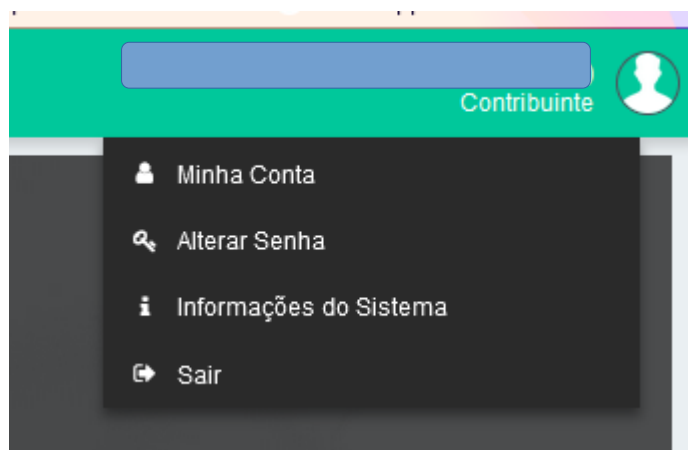 Contribuinte
Minha Conta
Alterar Senha
Informações do Sistema
Sair